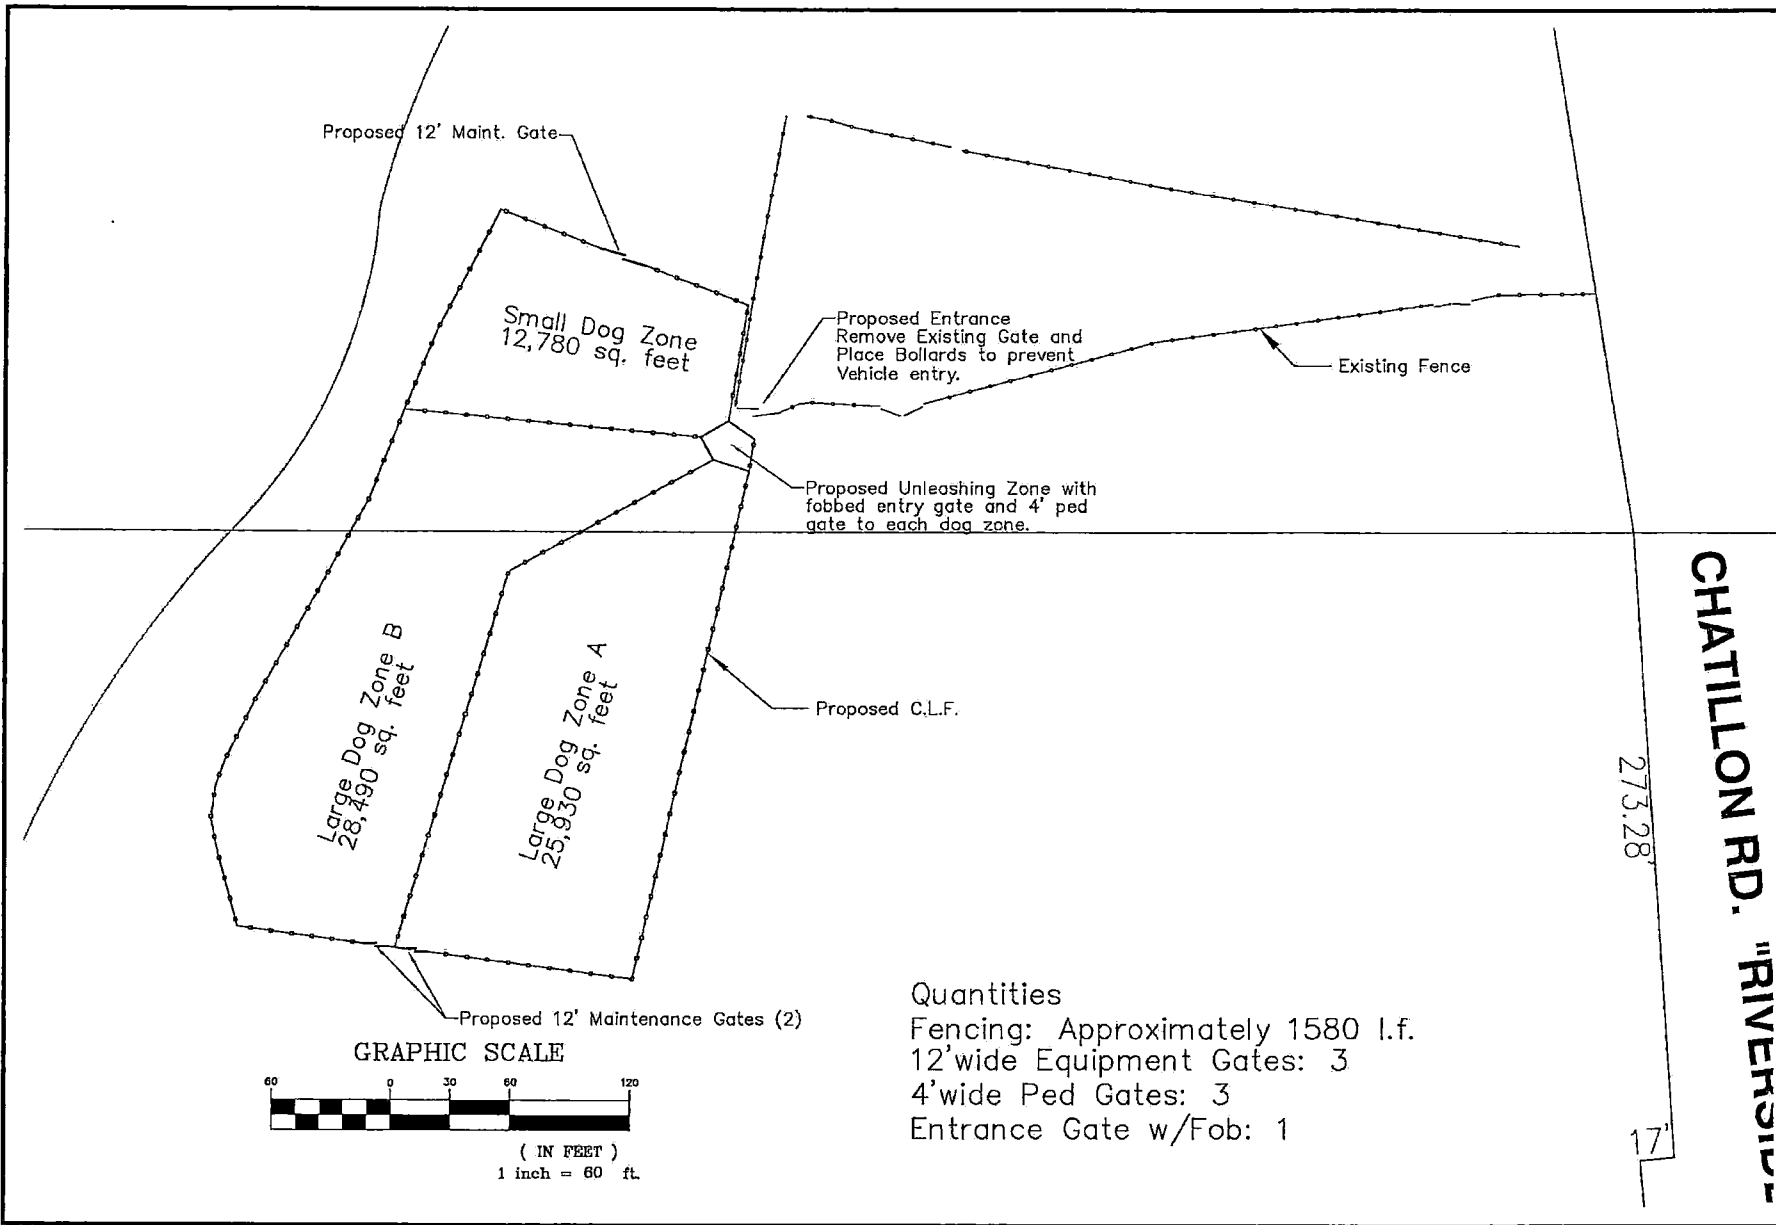 Proposed 12' Maint. Gate
Small Dog Zone
12,780 sq. feet
Proposed Entrance
Remove Existing Gate and
Place Bollards to prevent
Vehicle entry.
Existing Fence
Proposed Unleashing Zone with
fobbed entry gate and 4' ped
gate to each dog zone.
Large Dog Zone B
28,490 sq. feet
Large Dog Zone A
25,930 sq. feet
Proposed C.L.F.
CHATILLON RD. "RIVERSIDE
273.28'
17'
Proposed 12' Maintenance Gates (2)
GRAPHIC SCALE
60 0 30 60 120
( IN FEET )
1 inch = 60 ft.
Quantities
Fencing: Approximately 1580 l.f.
12'wide Equipment Gates: 3
4'wide Ped Gates: 3
Entrance Gate w/Fob: 1